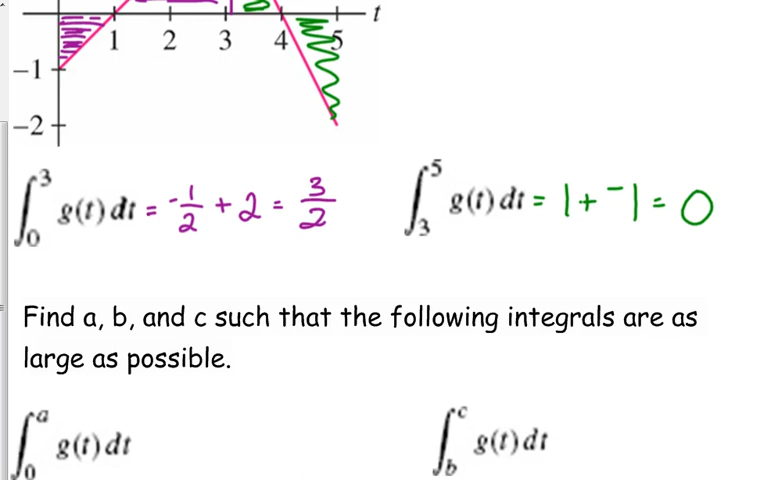 t
1 2 3 4 5
−1
−2
∫₀³ g(t) dt = -1/2 + 2 = 3/2
∫₃⁵ g(t) dt = 1 + ⁻1 = 0
Find a, b, and c such that the following integrals are as
large as possible.
∫₀ᵃ g(t) dt
∫_b^c g(t) dt